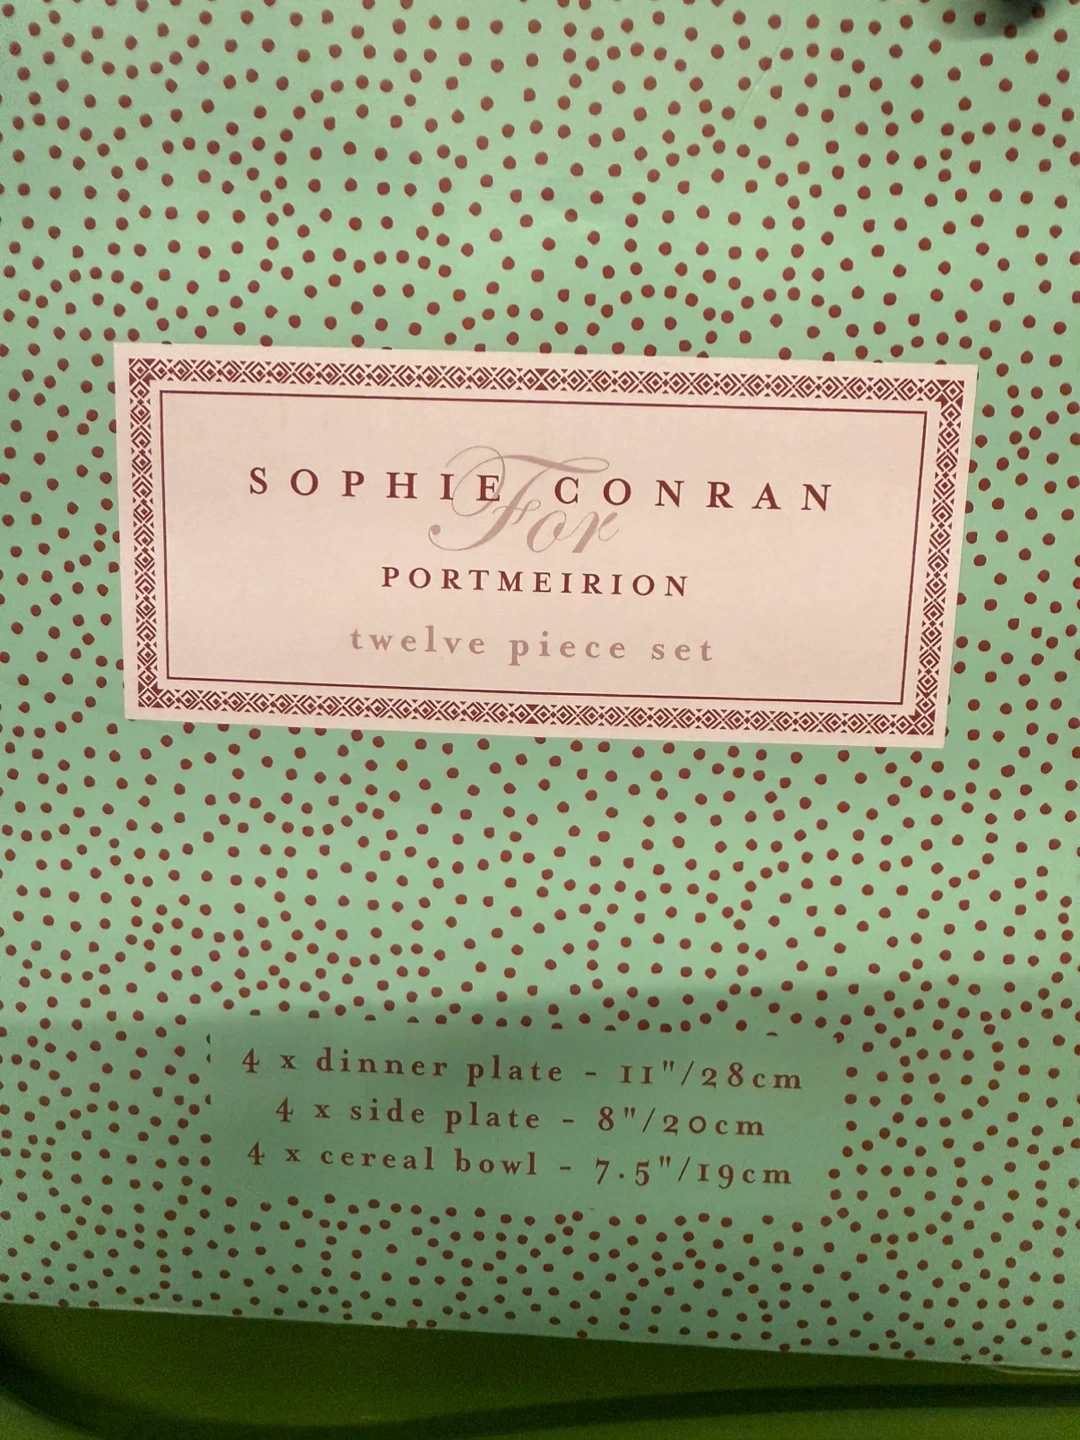 SOPHIE CONRAN
For
PORTMEIRION
twelve piece set
4 x dinner plate - 11"/28cm
4 x side plate - 8"/20cm
4 x cereal bowl - 7.5"/19cm